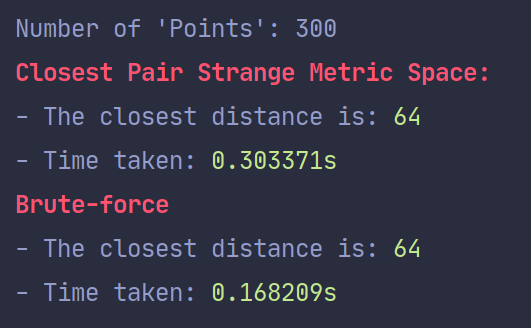 Number of 'Points': 300
Closest Pair Strange Metric Space:
- The closest distance is: 64
- Time taken: 0.303371s
Brute-force
- The closest distance is: 64
- Time taken: 0.168209s